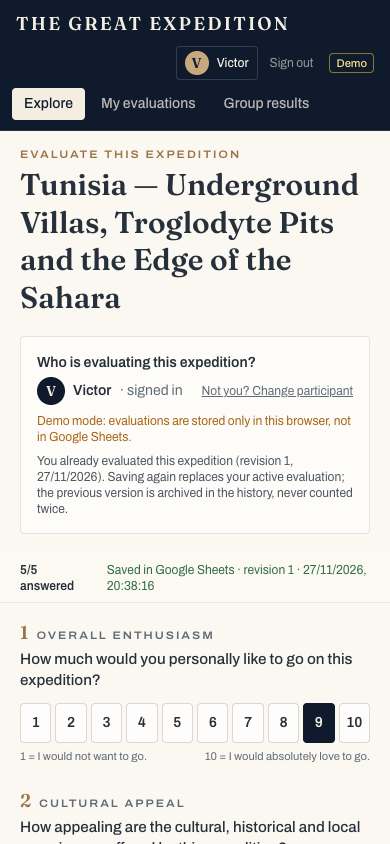 THE GREAT EXPEDITION
V Victor Sign out Demo
Explore My evaluations Group results
EVALUATE THIS EXPEDITION
Tunisia — Underground
Villas, Troglodyte Pits
and the Edge of the
Sahara
Who is evaluating this expedition?
V Victor · signed in Not you? Change participant
Demo mode: evaluations are stored only in this browser, not
in Google Sheets.
You already evaluated this expedition (revision 1,
27/11/2026). Saving again replaces your active evaluation;
the previous version is archived in the history, never counted
twice.
5/5
answered
Saved in Google Sheets · revision 1 · 27/11/2026,
20:38:16
1 OVERALL ENTHUSIASM
How much would you personally like to go on this
expedition?
1 2 3 4 5 6 7 8 9 10
1 = I would not want to go. 10 = I would absolutely love to go.
2 CULTURAL APPEAL
How appealing are the cultural, historical and local